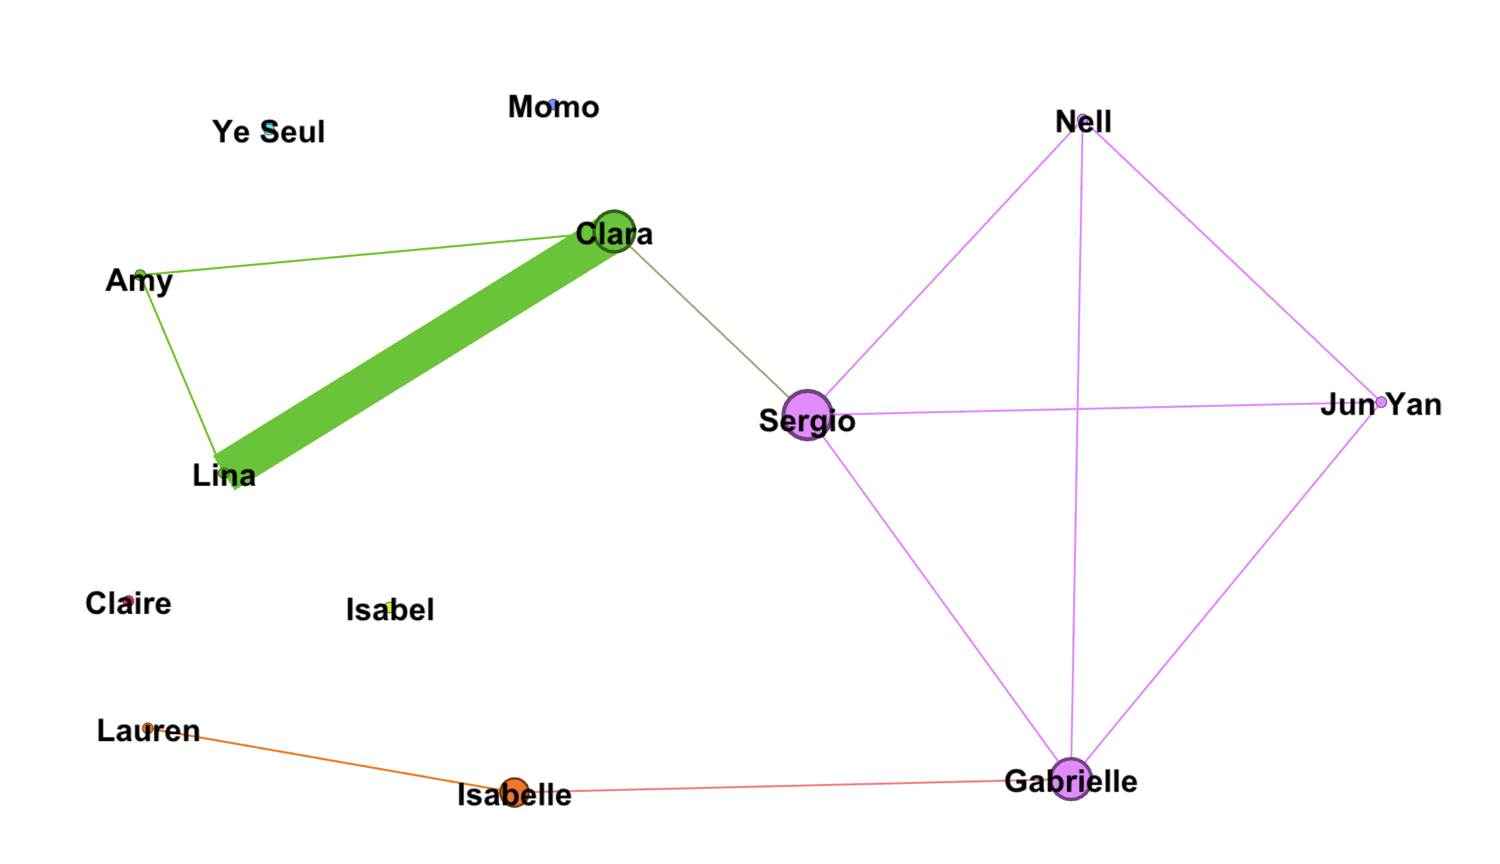 Momo
Ye Seul
Nell
Clara
Amy
Jun Yan
Sergio
Lina
Claire
Isabel
Lauren
Gabrielle
Isabelle